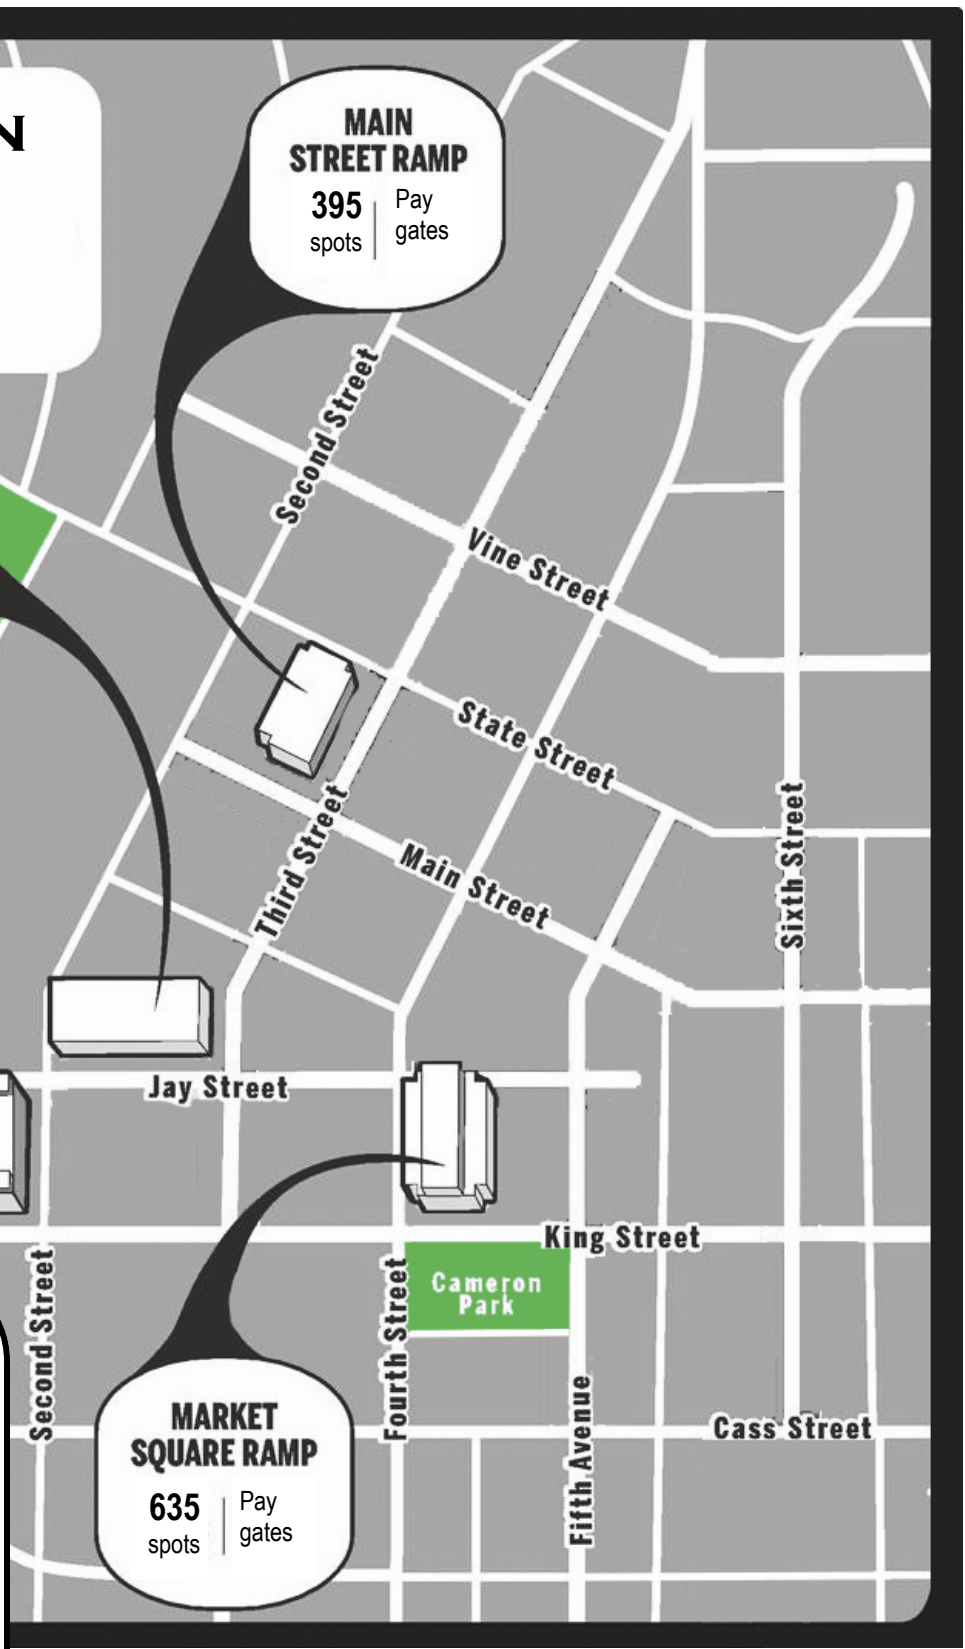 N
MAIN
STREET RAMP
395
spots
Pay
gates
Second Street
Vine Street
State Street
Third Street
Main Street
Sixth Street
Jay Street
King Street
Cameron
Park
Second Street
Fourth Street
Fifth Avenue
Cass Street
MARKET
SQUARE RAMP
635
spots
Pay
gates